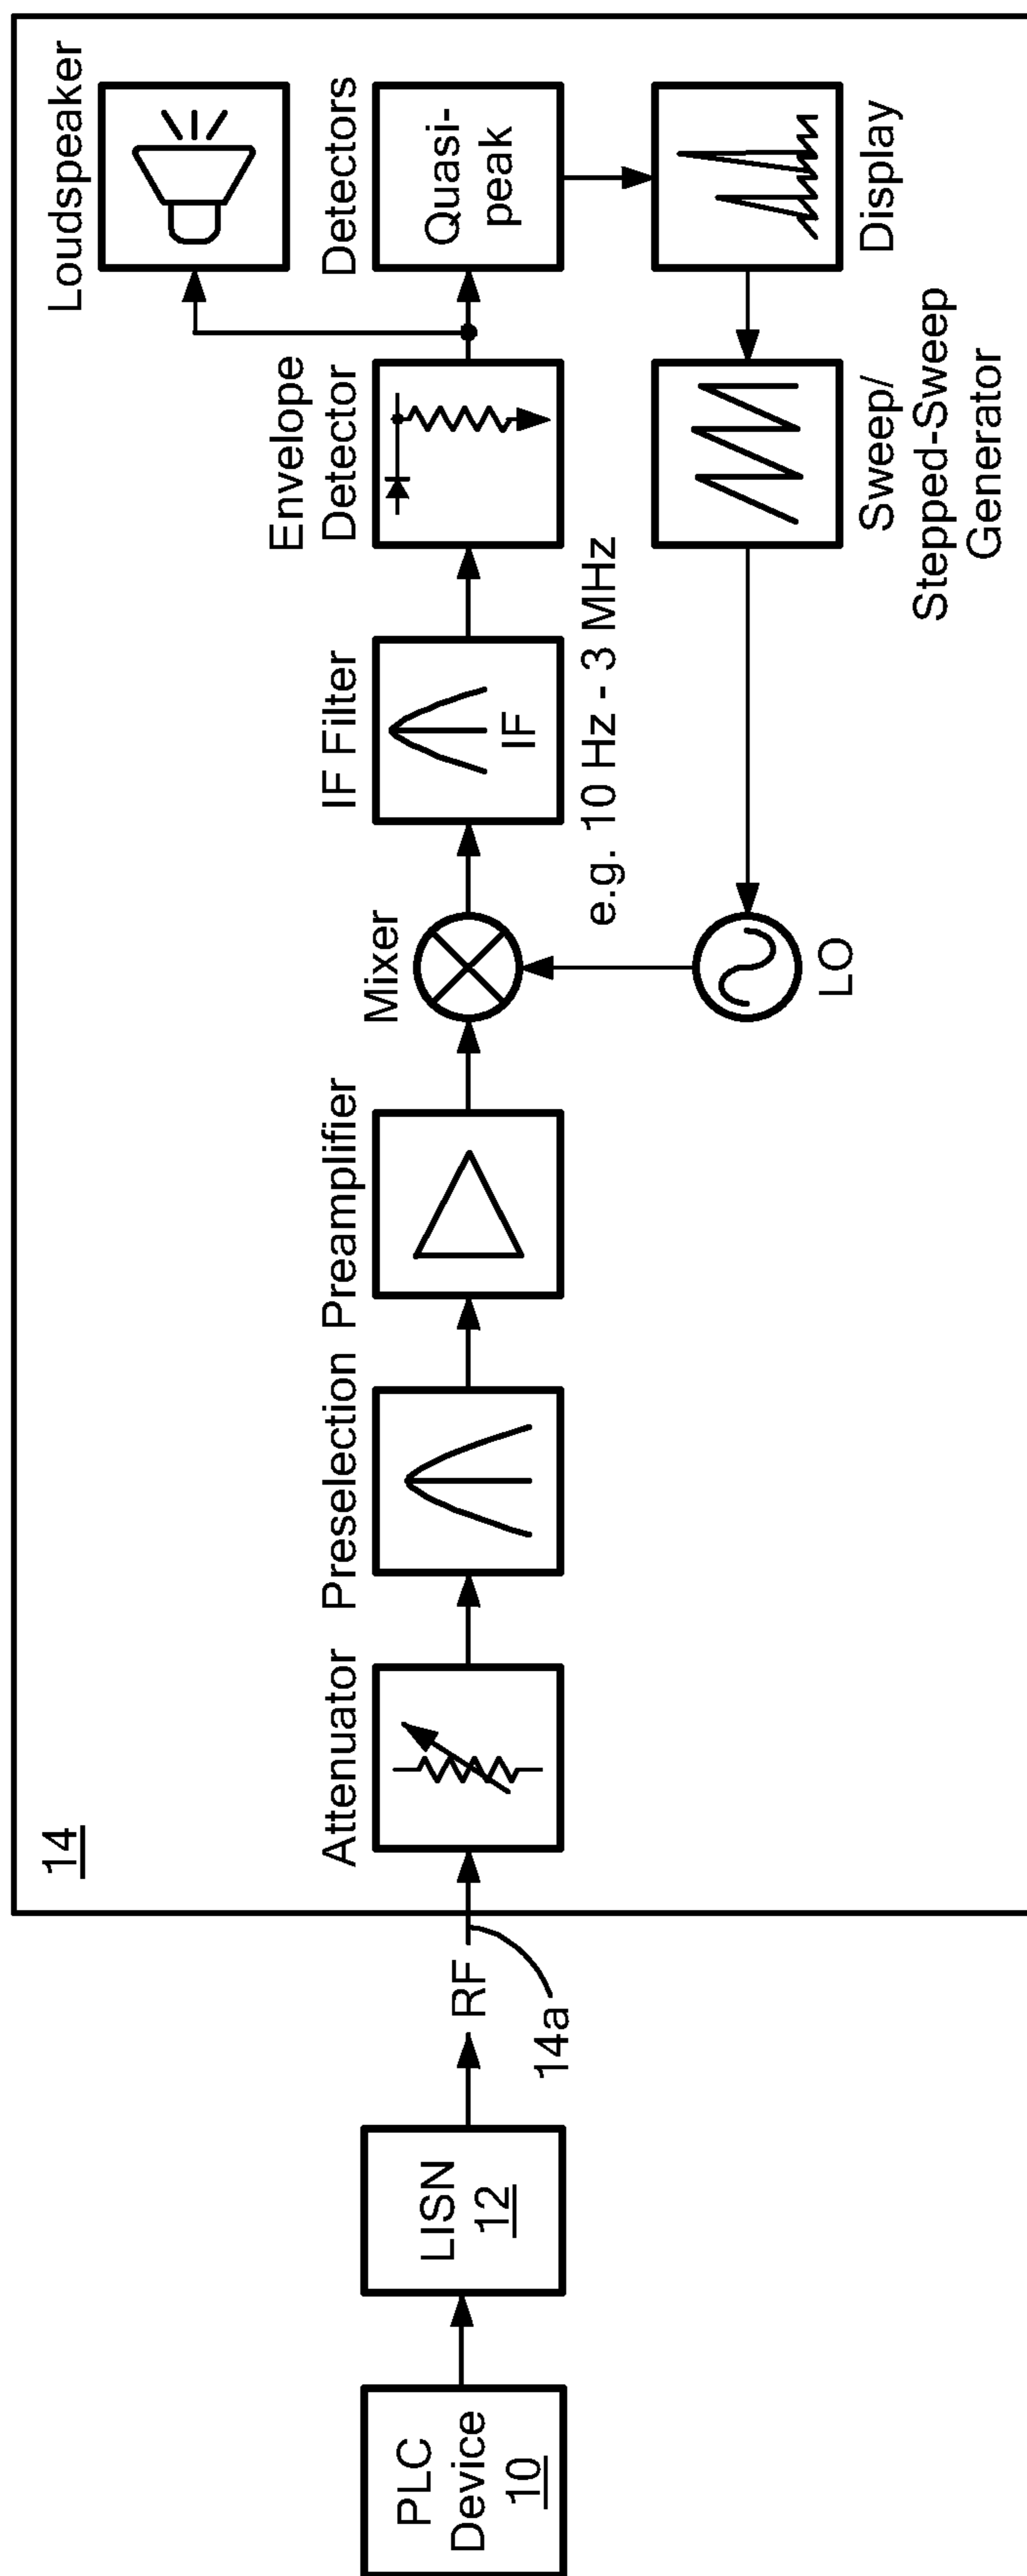 PLC
Device
10
LISN
12
RF
14a
14
Attenuator
Preselection
Preamplifier
Mixer
LO
IF Filter
IF
e.g. 10 Hz - 3 MHz
Envelope
Detector
Loudspeaker
Detectors
Quasi-
peak
Display
Sweep/
Stepped-Sweep
Generator